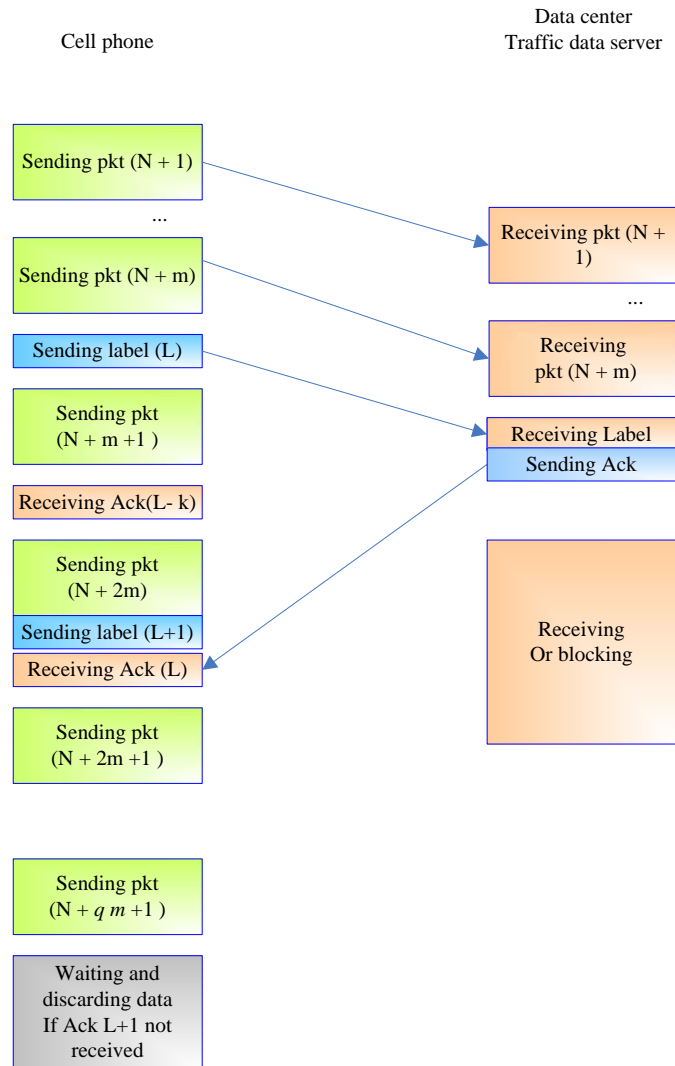 Cell phone
Data center
Traffic data server
Sending pkt (N + 1)
...
Sending pkt (N + m)
Sending label (L)
Sending pkt
(N + m +1 )
Receiving Ack(L- k)
Sending pkt
(N + 2m)
Sending label (L+1)
Receiving Ack (L)
Sending pkt
(N + 2m +1 )
Sending pkt
(N + q m +1 )
Waiting and
discarding data
If Ack L+1 not
received
Receiving pkt (N +
1)
...
Receiving
pkt (N + m)
Receiving Label
Sending Ack
Receiving
Or blocking